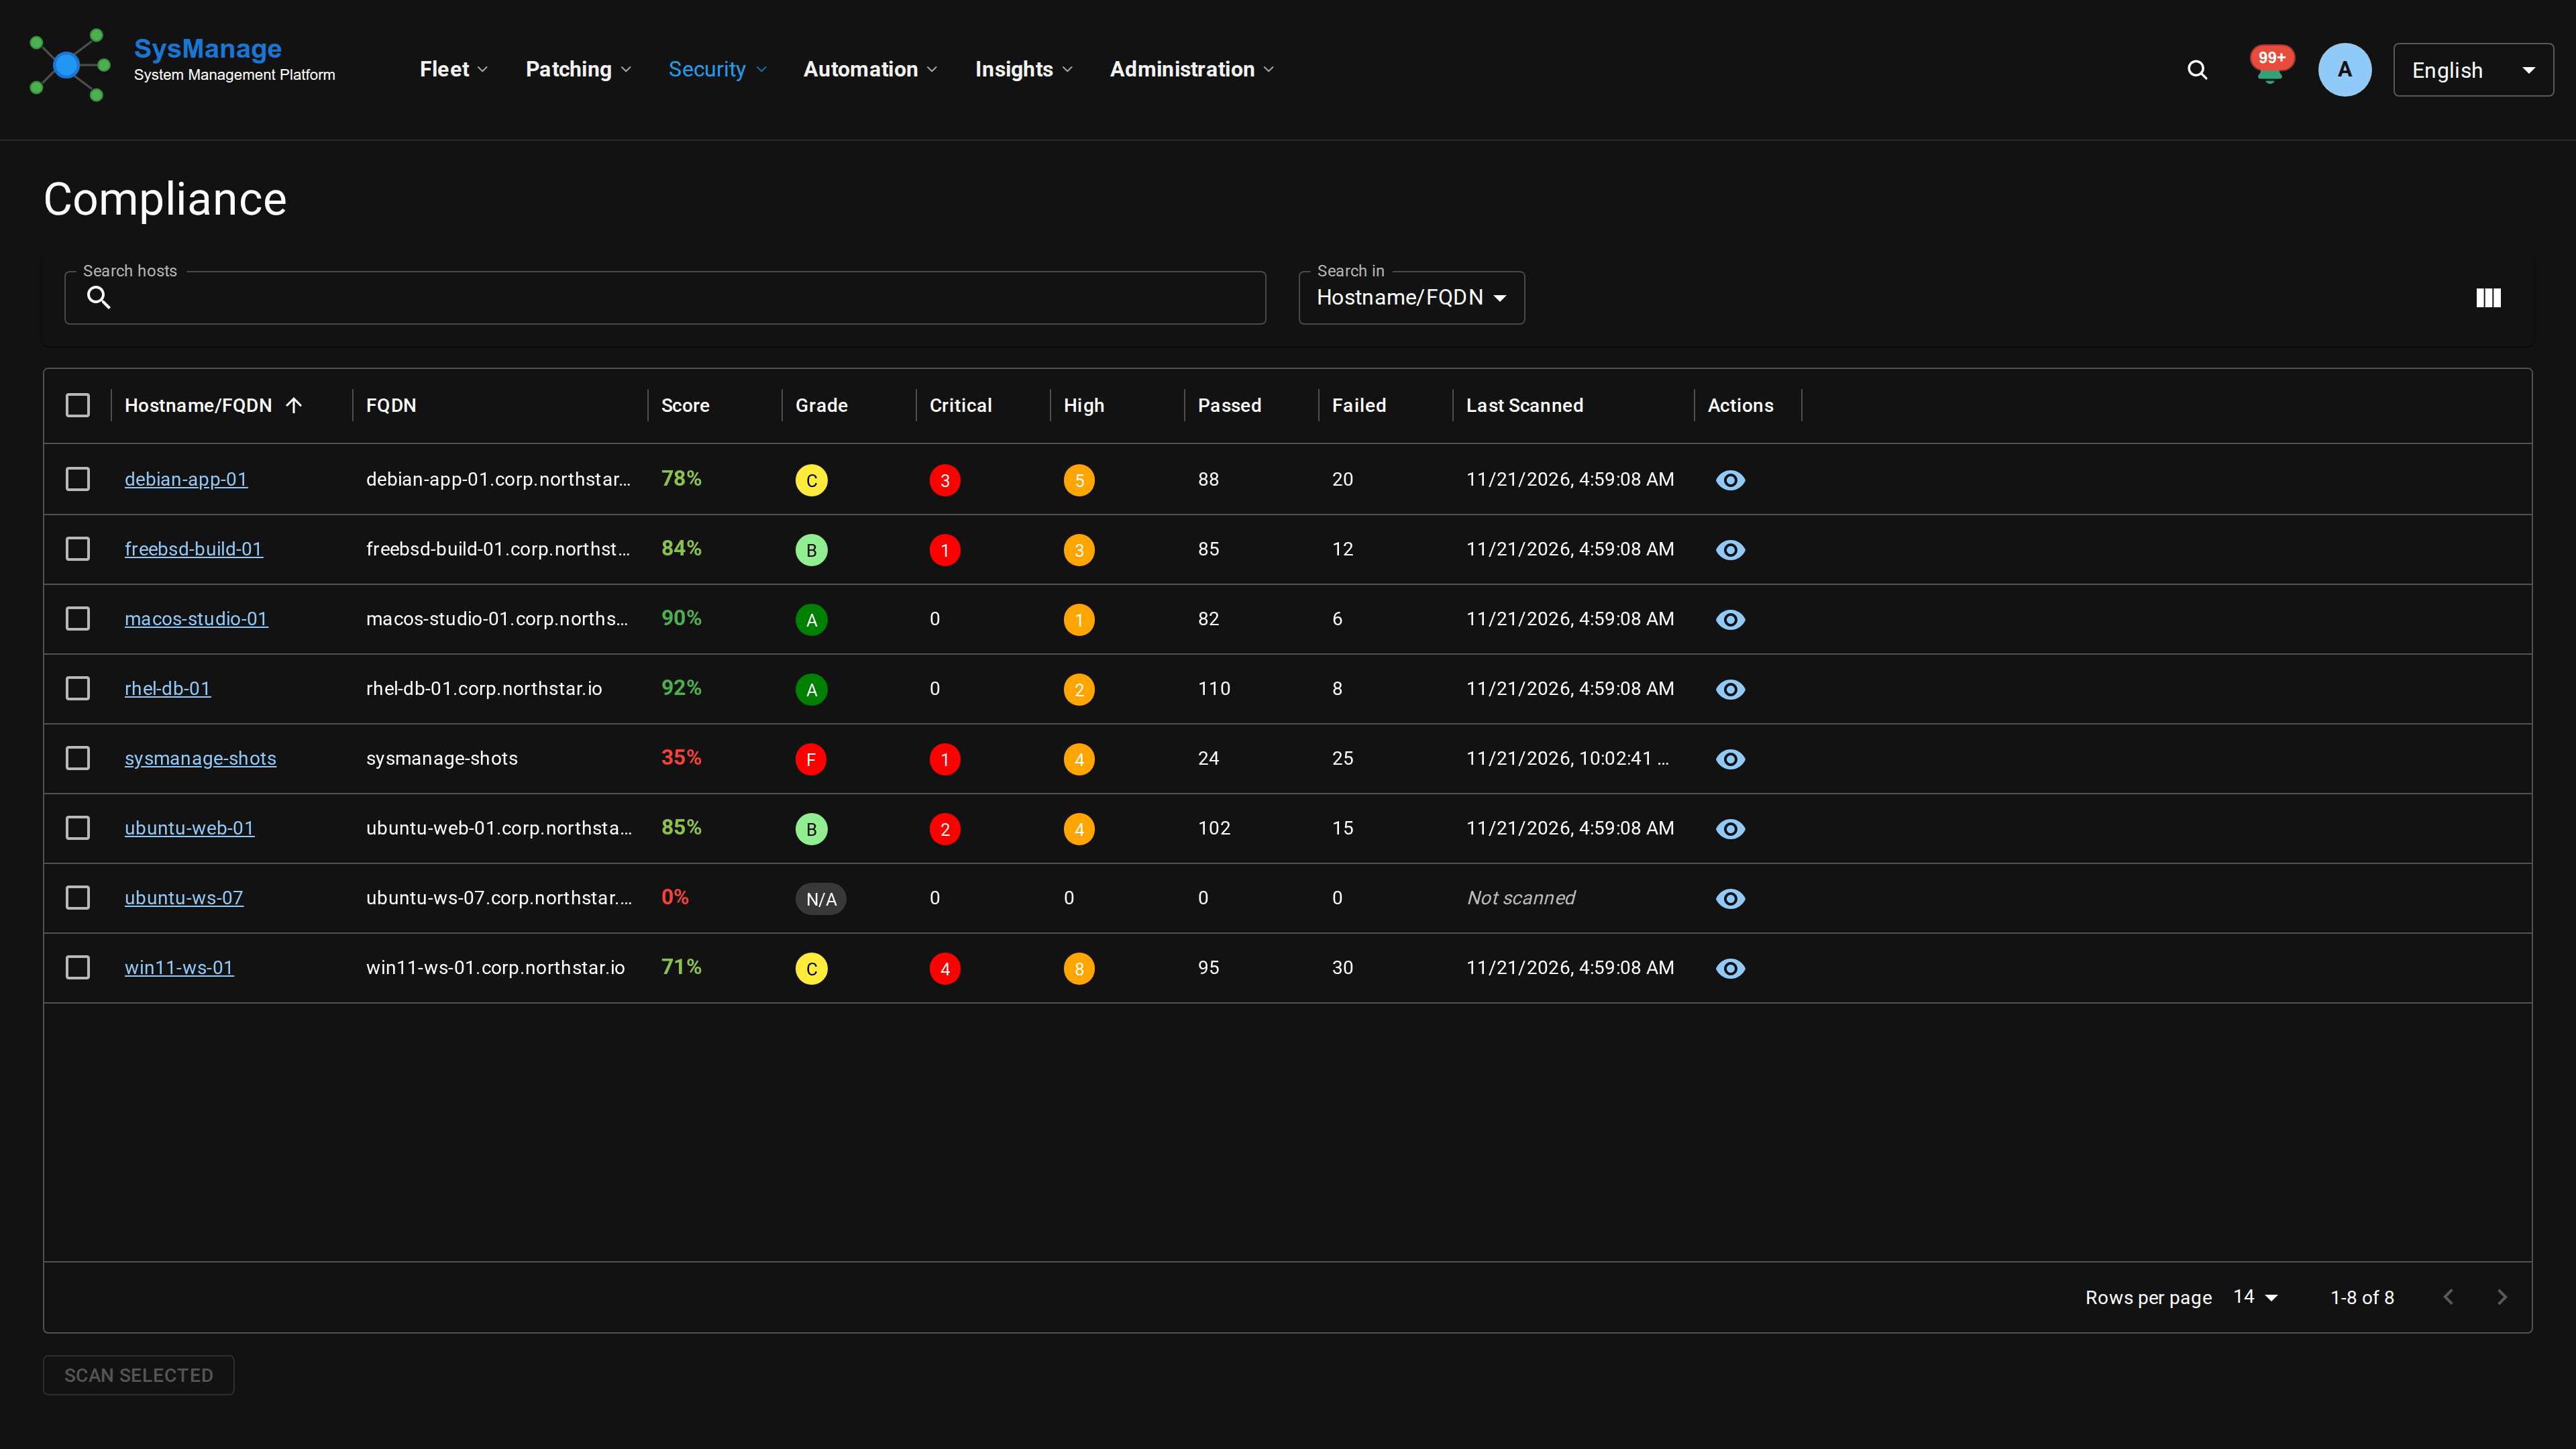 SysManage
System Management Platform
Fleet Patching Security Automation Insights Administration
99+
A
English
Compliance
Search hosts
Search in
Hostname/FQDN
Hostname/FQDN FQDN Score Grade Critical High Passed Failed Last Scanned Actions
debian-app-01 debian-app-01.corp.northstar... 78% C 3 5 88 20 11/21/2026, 4:59:08 AM
freebsd-build-01 freebsd-build-01.corp.northst... 84% B 1 3 85 12 11/21/2026, 4:59:08 AM
macos-studio-01 macos-studio-01.corp.norths... 90% A 0 1 82 6 11/21/2026, 4:59:08 AM
rhel-db-01 rhel-db-01.corp.northstar.io 92% A 0 2 110 8 11/21/2026, 4:59:08 AM
sysmanage-shots sysmanage-shots 35% F 1 4 24 25 11/21/2026, 10:02:41 ...
ubuntu-web-01 ubuntu-web-01.corp.northsta... 85% B 2 4 102 15 11/21/2026, 4:59:08 AM
ubuntu-ws-07 ubuntu-ws-07.corp.northstar.... 0% N/A 0 0 0 0 Not scanned
win11-ws-01 win11-ws-01.corp.northstar.io 71% C 4 8 95 30 11/21/2026, 4:59:08 AM
Rows per page 14 1-8 of 8
SCAN SELECTED